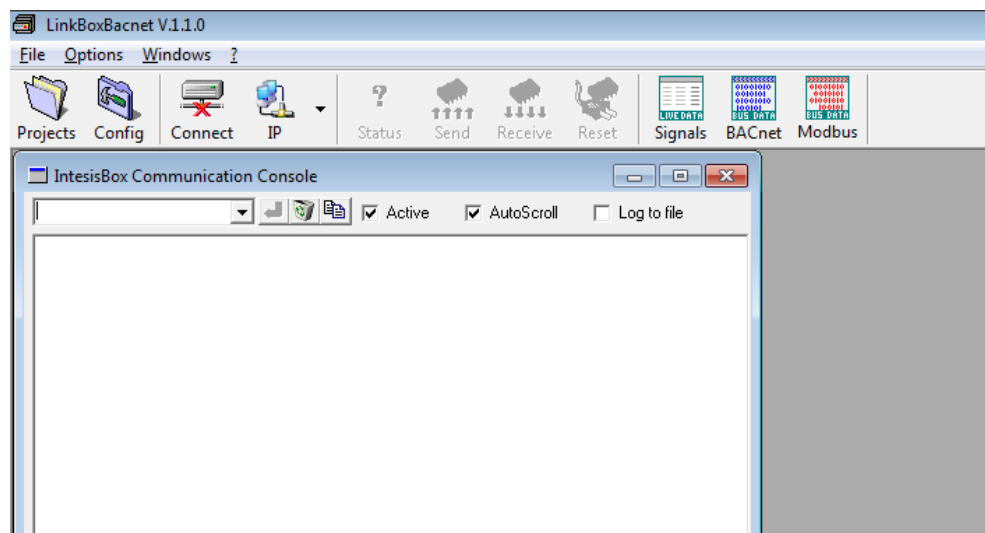 LinkBoxBacnet V.1.1.0
File Options Windows ?
Projects Config Connect IP ? Status Send Receive Reset LIVE DATA Signals BUS DATA BACnet BUS DATA Modbus
IntesisBox Communication Console
Active AutoScroll Log to file